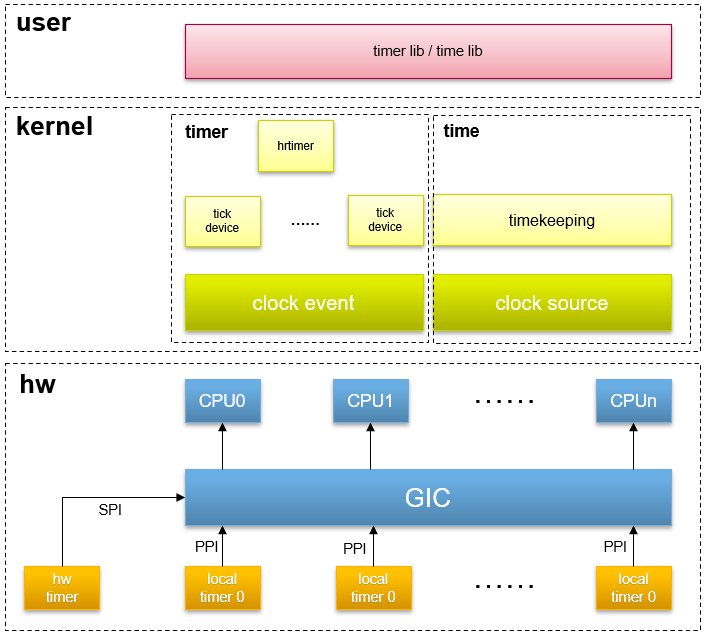 user
timer lib / time lib
kernel
timer
time
hrtimer
tick
device
......
tick
device
timekeeping
clock event
clock source
hw
CPU0
CPU1
......
CPUn
GIC
SPI
PPI
PPI
PPI
hw
timer
local
timer 0
local
timer 0
......
local
timer 0